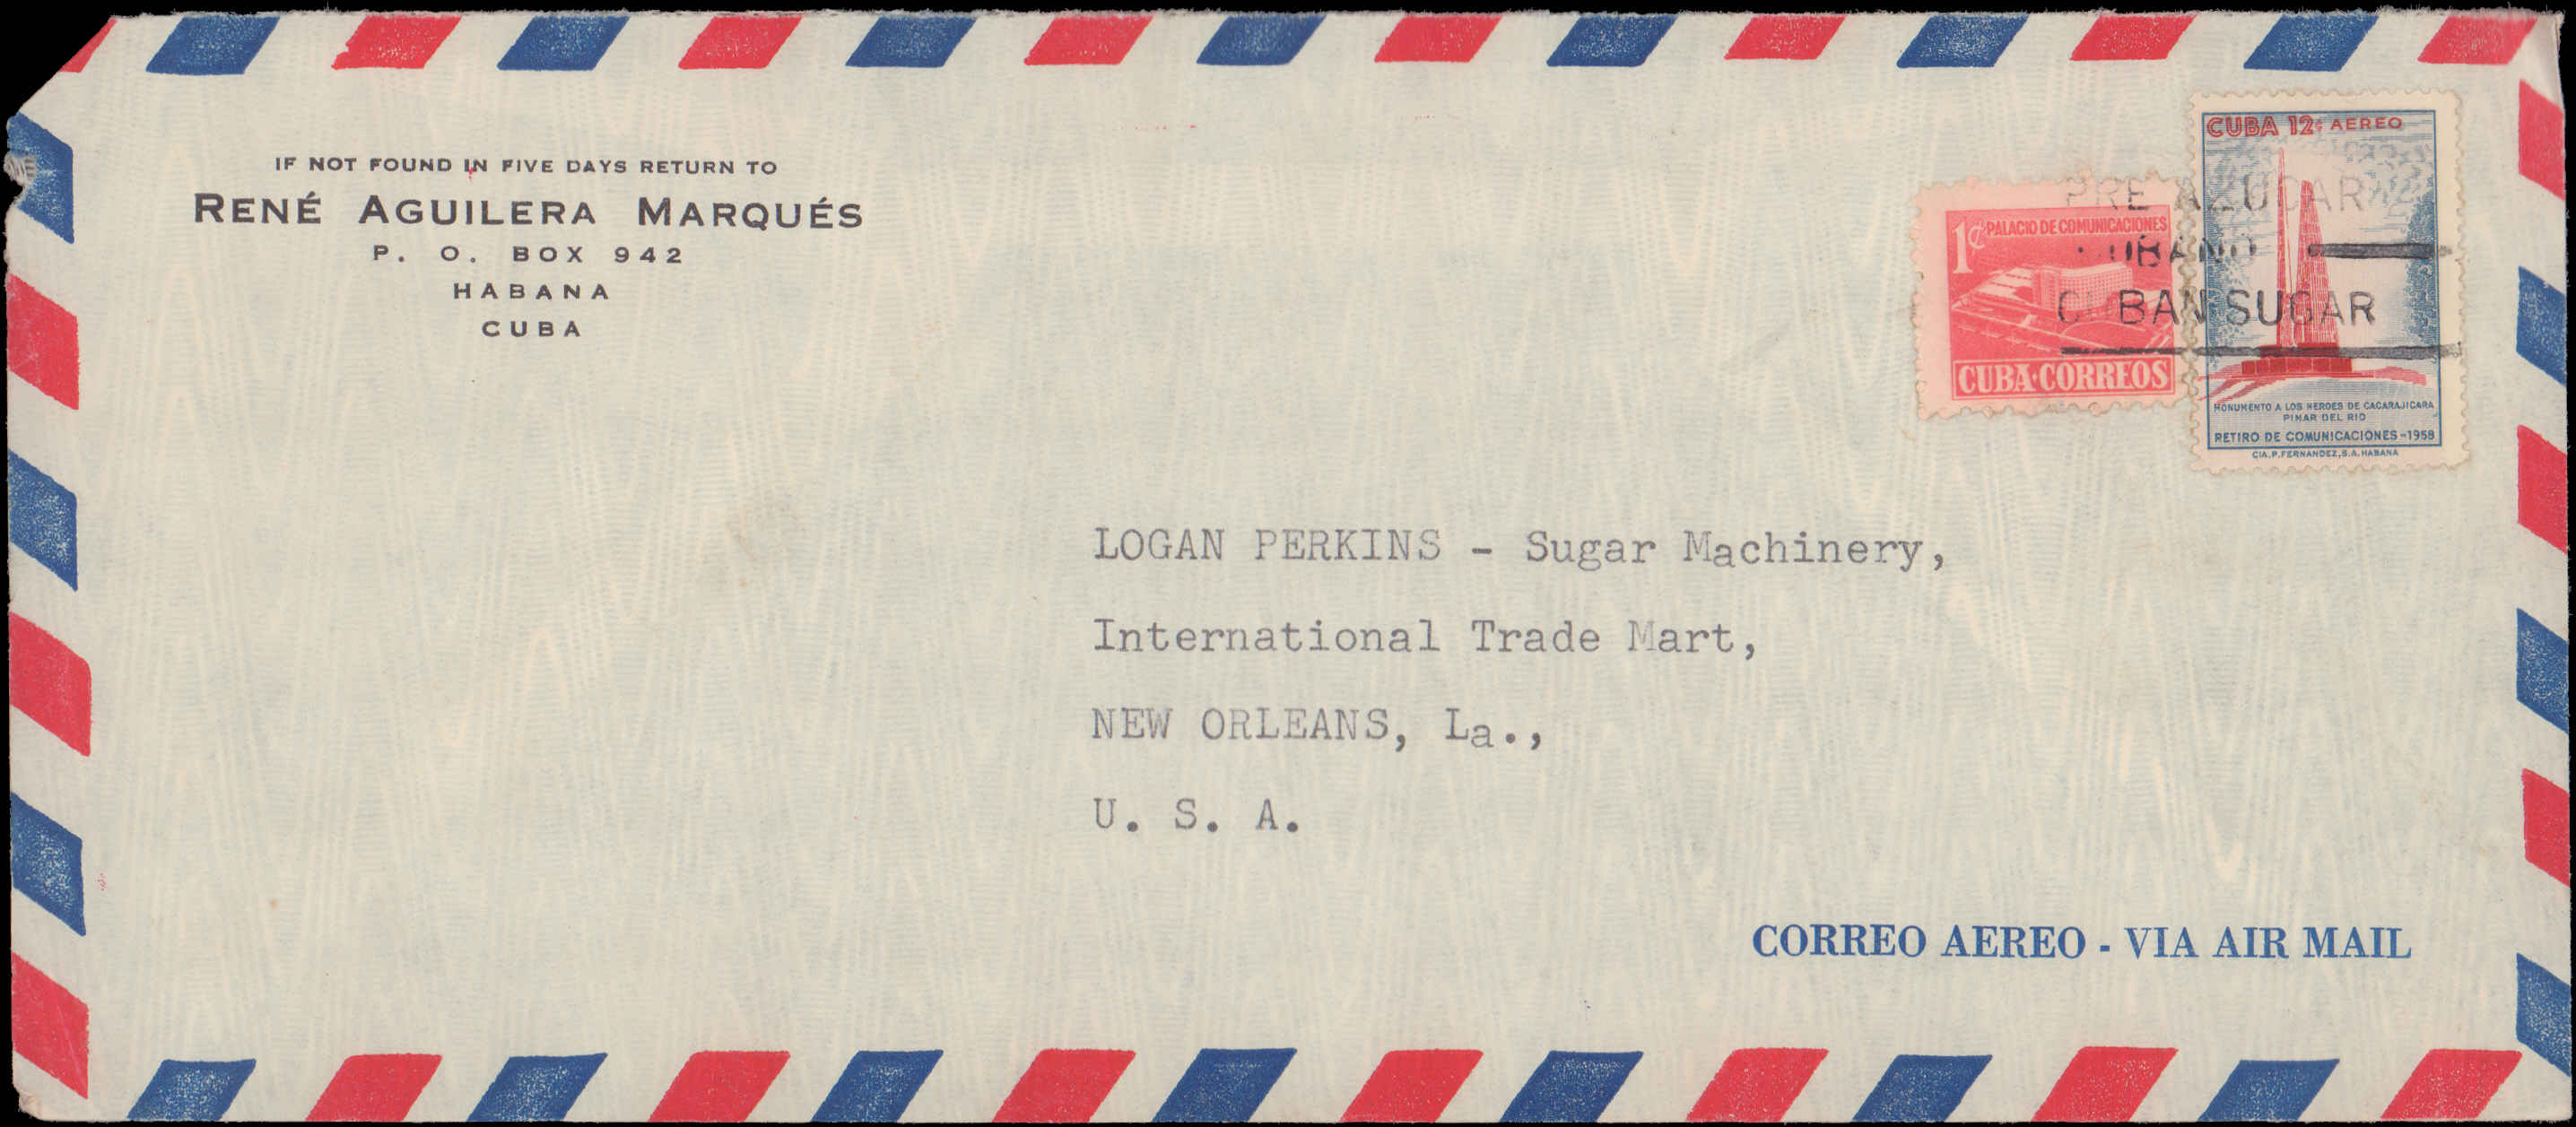 IF NOT FOUND IN FIVE DAYS RETURN TO
RENÉ AGUILERA MARQUÉS
P. O. BOX 942
HABANA
CUBA
CUBA 12¢ AEREO
MONUMENTO A LOS HEROES DE CACARAJICARA
PINAR DEL RIO
RETIRO DE COMUNICACIONES - 1958
CIA. P. FERNANDEZ, S. A. HABANA
1¢ PALACIO DE COMUNICACIONES
CUBA·CORREOS
PRE AZUCAR
UBANO
CUBAN SUGAR
LOGAN PERKINS - Sugar Machinery,
International Trade Mart,
NEW ORLEANS, La.,
U. S. A.
CORREO AEREO - VIA AIR MAIL